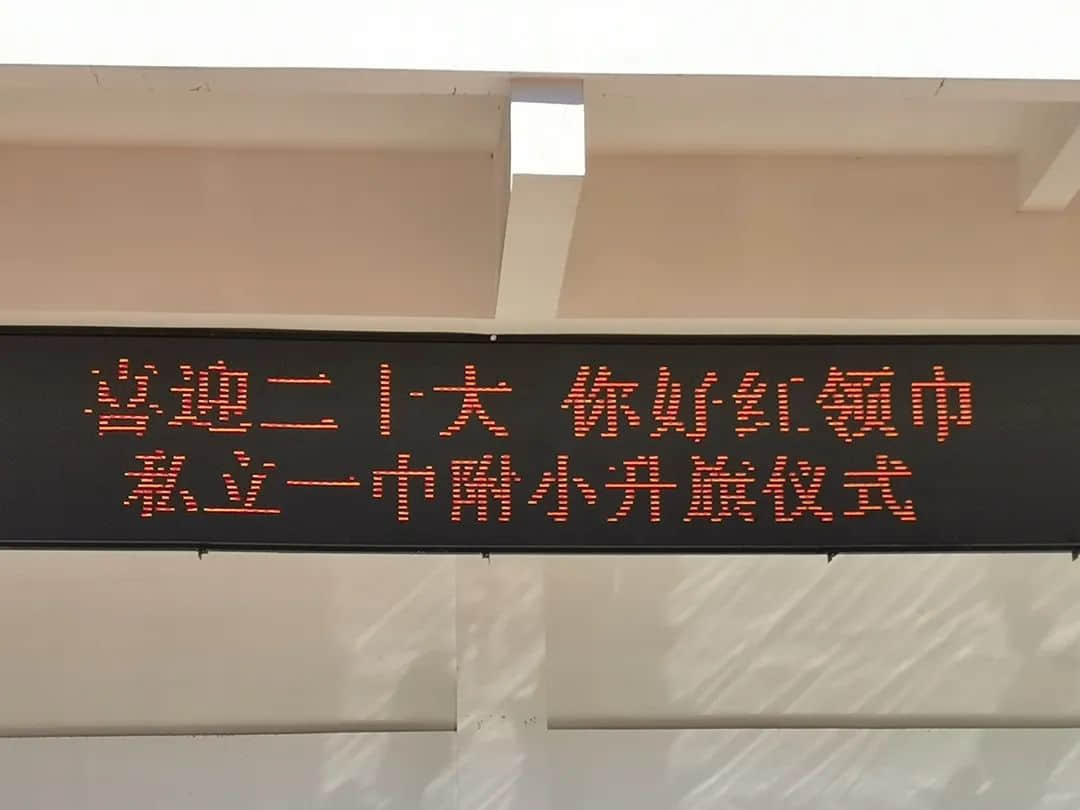 喜迎二十大 你好红领巾
私立一中附小升旗仪式